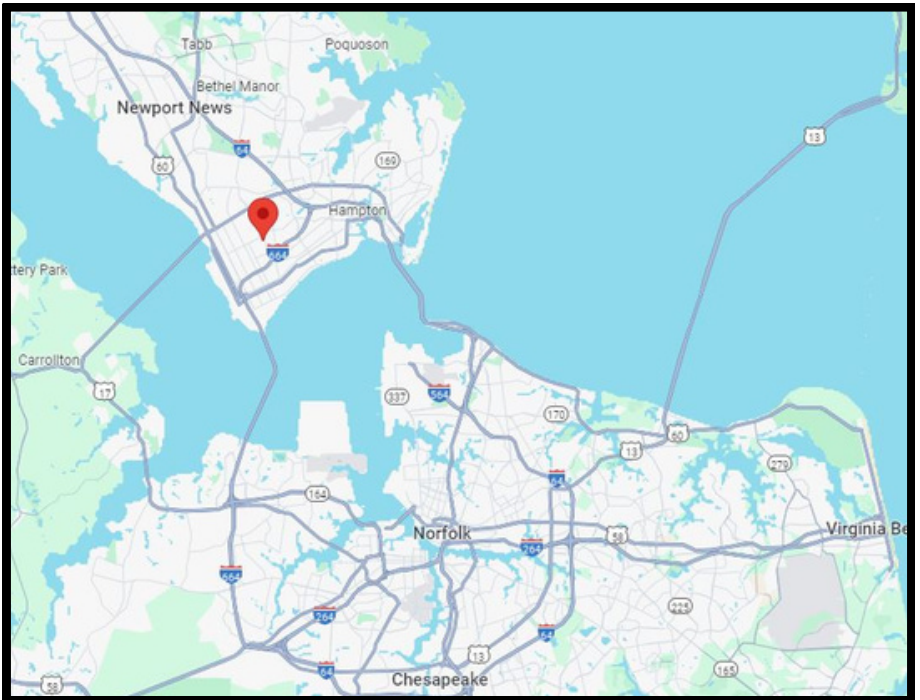 Tabb
Poquoson
Bethel Manor
Newport News
13
64
60
169
Hampton
664
tery Park
Carrollton
17
337
564
170
60
13
279
64
164
Norfolk
Virginia Be
58
264
664
225
264
64
13
64
165
Chesapeake
58